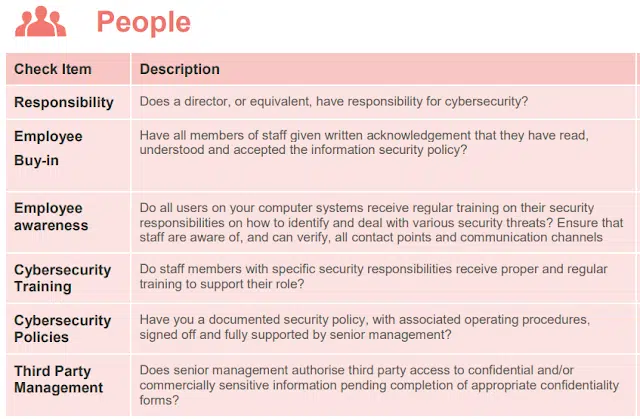 People
Check Item Description
Responsibility Does a director, or equivalent, have responsibility for cybersecurity?
Employee
Buy-in
Have all members of staff given written acknowledgement that they have read,
understood and accepted the information security policy?
Employee
awareness
Do all users on your computer systems receive regular training on their security
responsibilities on how to identify and deal with various security threats? Ensure that
staff are aware of, and can verify, all contact points and communication channels
Cybersecurity
Training
Do staff members with specific security responsibilities receive proper and regular
training to support their role?
Cybersecurity
Policies
Have you a documented security policy, with associated operating procedures,
signed off and fully supported by senior management?
Third Party
Management
Does senior management authorise third party access to confidential and/or
commercially sensitive information pending completion of appropriate confidentiality
forms?